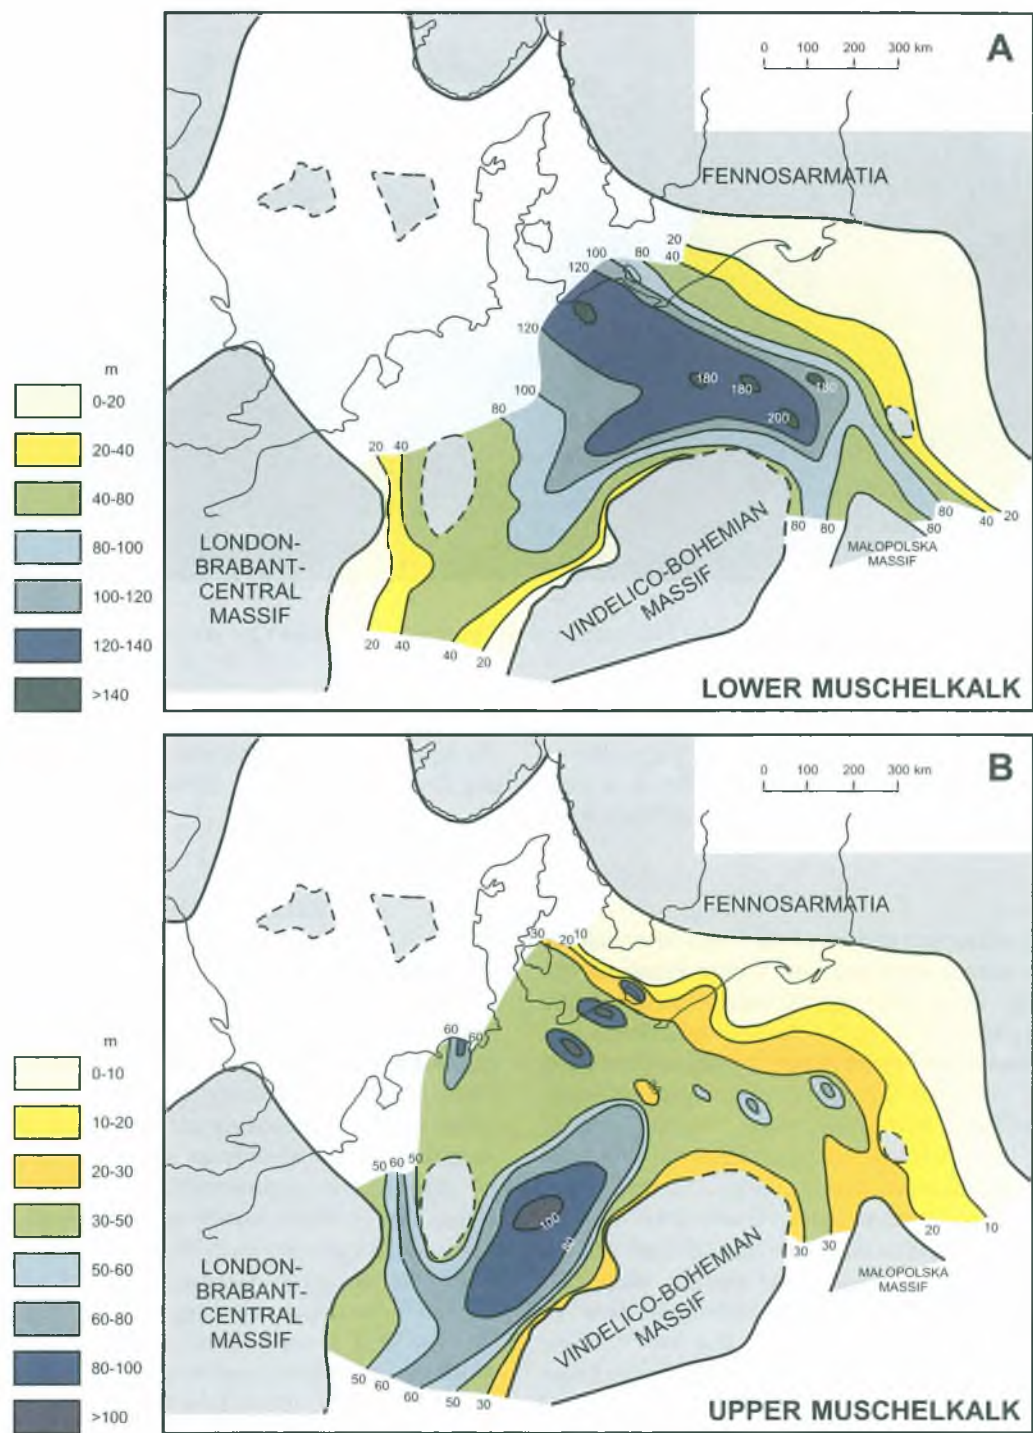 A
0 100 200 300 km
FENNOSARMATIA
20
100 80 40
120
120
180 180 180
200
100
80
20 40
m
0-20
20-40
40-80
80-100
100-120
120-140
>140
LONDON-
BRABANT-
CENTRAL
MASSIF
VINDELICO-BOHEMIAN
MASSIF
MAŁOPOLSKA
MASSIF
80 80 80 40 20
20 40 40 20
LOWER MUSCHELKALK
B
0 100 200 300 km
FENNOSARMATIA
30 20 10
60 60
m
0-10
10-20
20-30
30-50
50-60
60-80
80-100
>100
50 60 50
100
80
LONDON-
BRABANT-
CENTRAL
MASSIF
VINDELICO-BOHEMIAN
MASSIF
MAŁOPOLSKA
MASSIF
30 30 20 10
50 60 60 50 30
UPPER MUSCHELKALK